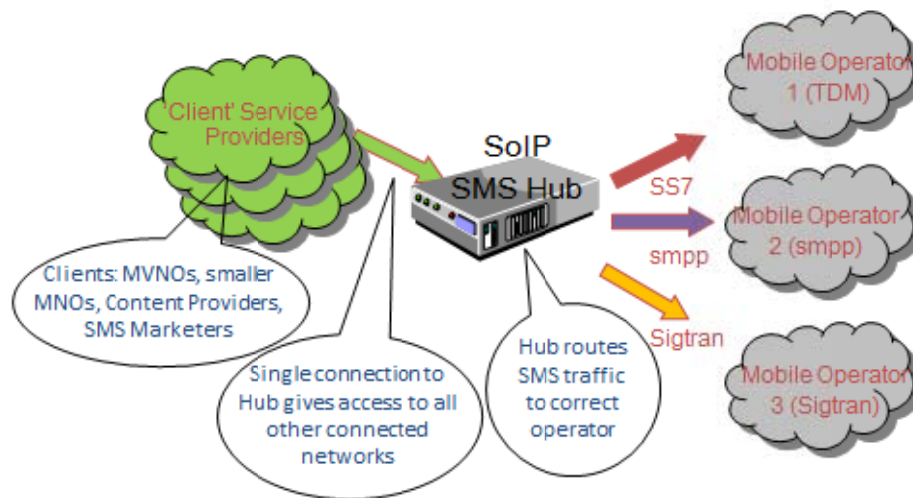 'Client' Service
Providers
SoIP
SMS Hub
SS7
smpp
Sigtran
Mobile Operator
1 (TDM)
Mobile Operator
2 (smpp)
Mobile Operator
3 (Sigtran)
Clients: MVNOs, smaller
MNOs, Content Providers,
SMS Marketers
Single connection to
Hub gives access to all
other connected
networks
Hub routes
SMS traffic
to correct
operator